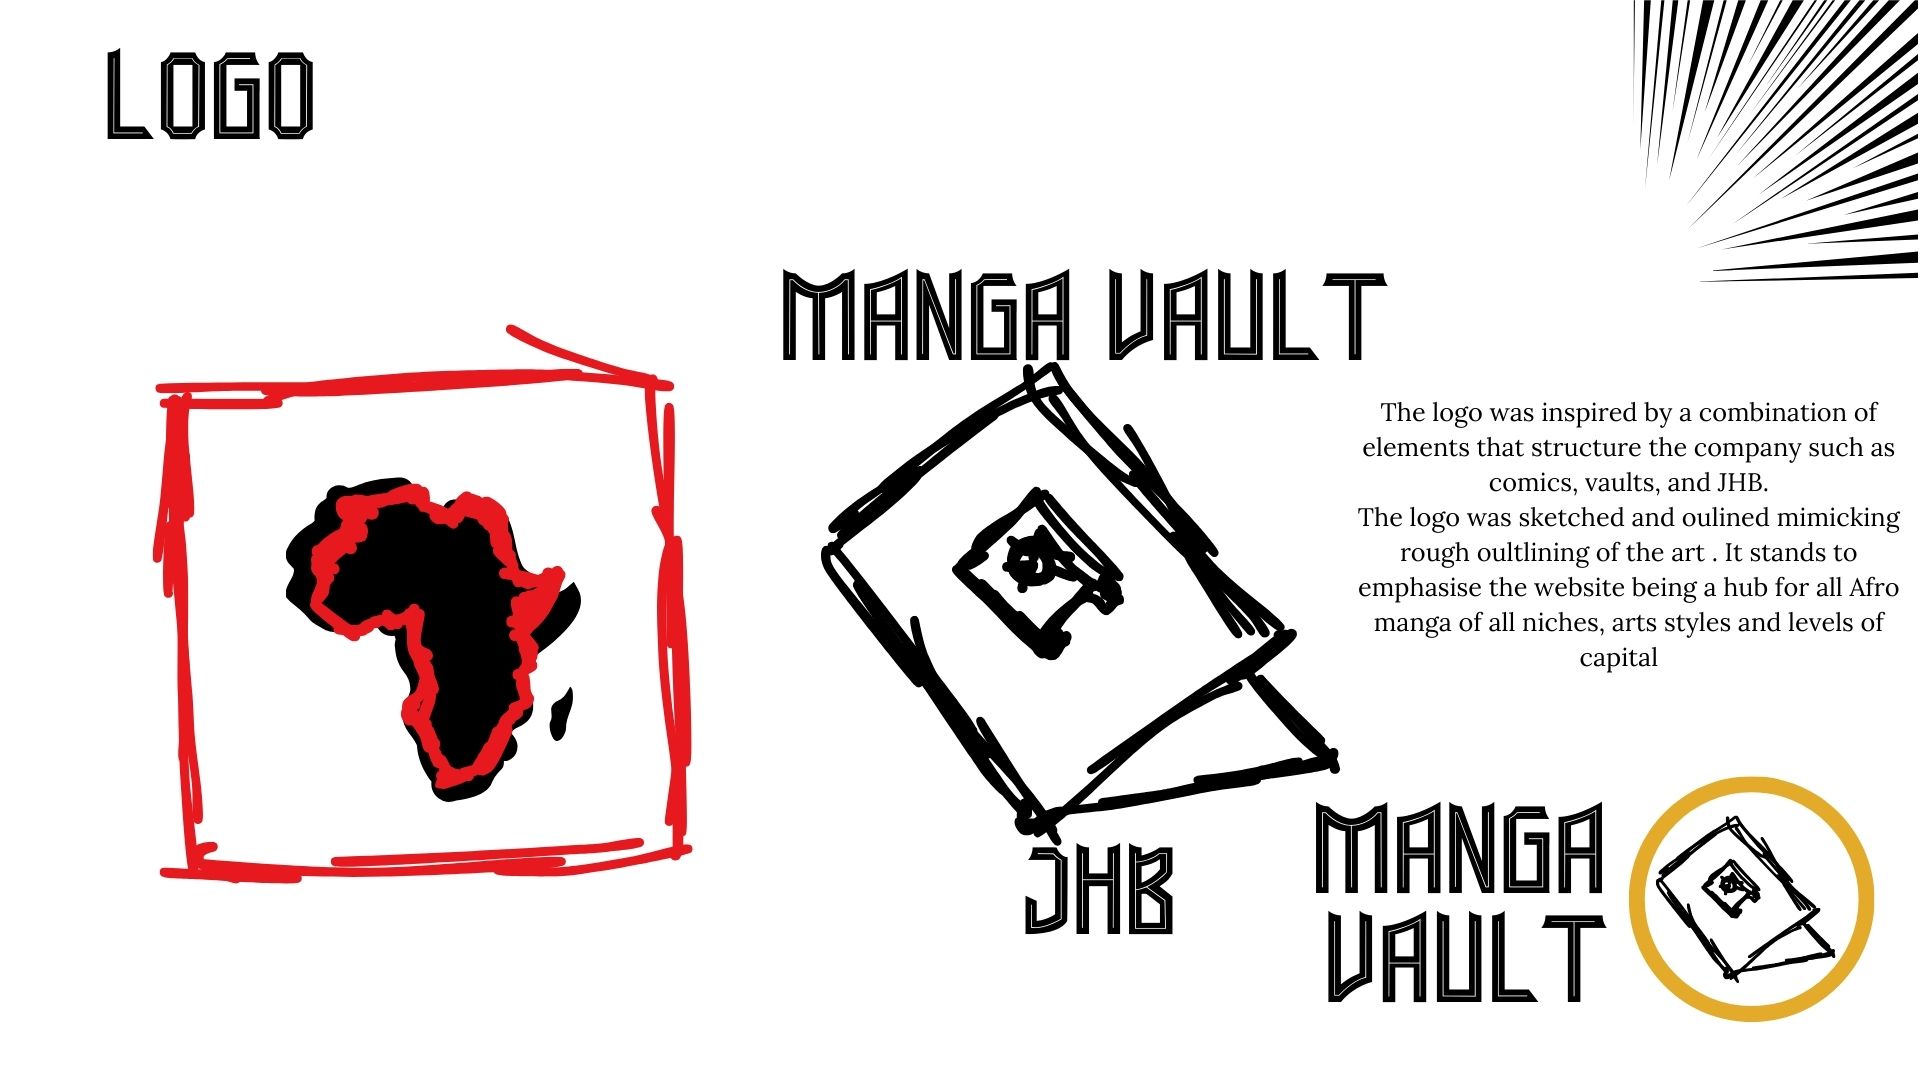 LOGO
MANGA VAULT
The logo was inspired by a combination of
elements that structure the company such as
comics, vaults, and JHB.
The logo was sketched and oulined mimicking
rough oultlining of the art . It stands to
emphasise the website being a hub for all Afro
manga of all niches, arts styles and levels of
capital
JHB
MANGA
VAULT